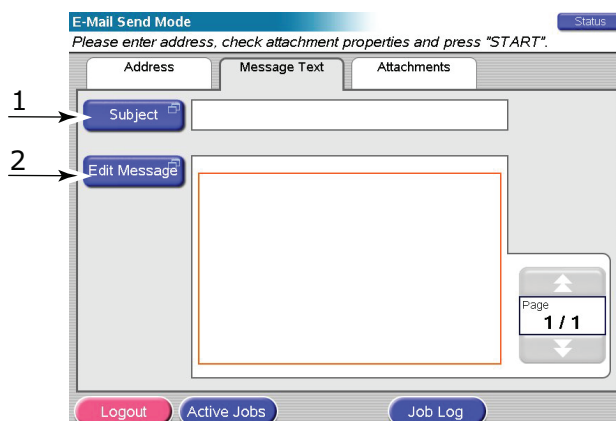 E-Mail Send Mode
Status
Please enter address, check attachment properties and press "START".
Address
Message Text
Attachments
1
Subject
2
Edit Message
Page
1 / 1
Logout
Active Jobs
Job Log